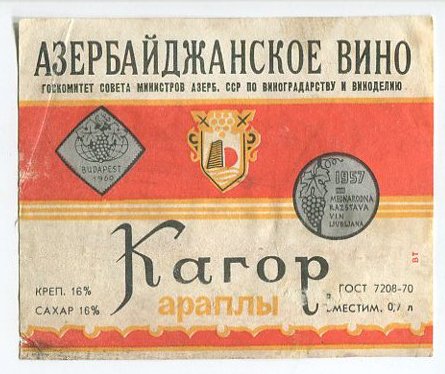 АЗЕРБАЙДЖАНСКОЕ ВИНО
ГОСКОМИТЕТ СОВЕТА МИНИСТРОВ АЗЕРБ. ССР ПО ВИНОГРАДАРСТВУ И ВИНОДЕЛИЮ
BUDAPEST
1960
1957
MEDNARODNA
RAZSTAVA
VIN
LJUBLJANA
Кагор
араплы
КРЕП. 16%
САХАР 16%
ГОСТ 7208-70
0,7 л
ВТ